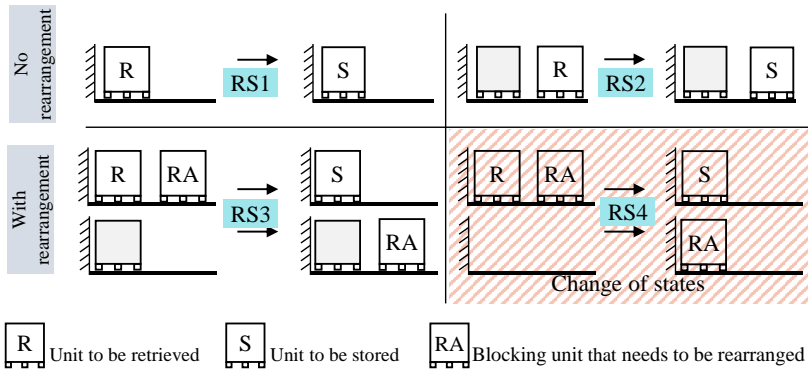 No
rearrangement
R
RS1
S
R
RS2
S
With
rearrangement
R
RA
RS3
S
RA
R
RA
RS4
S
RA
Change of states
R
Unit to be retrieved
S
Unit to be stored
RA
Blocking unit that needs to be rearranged